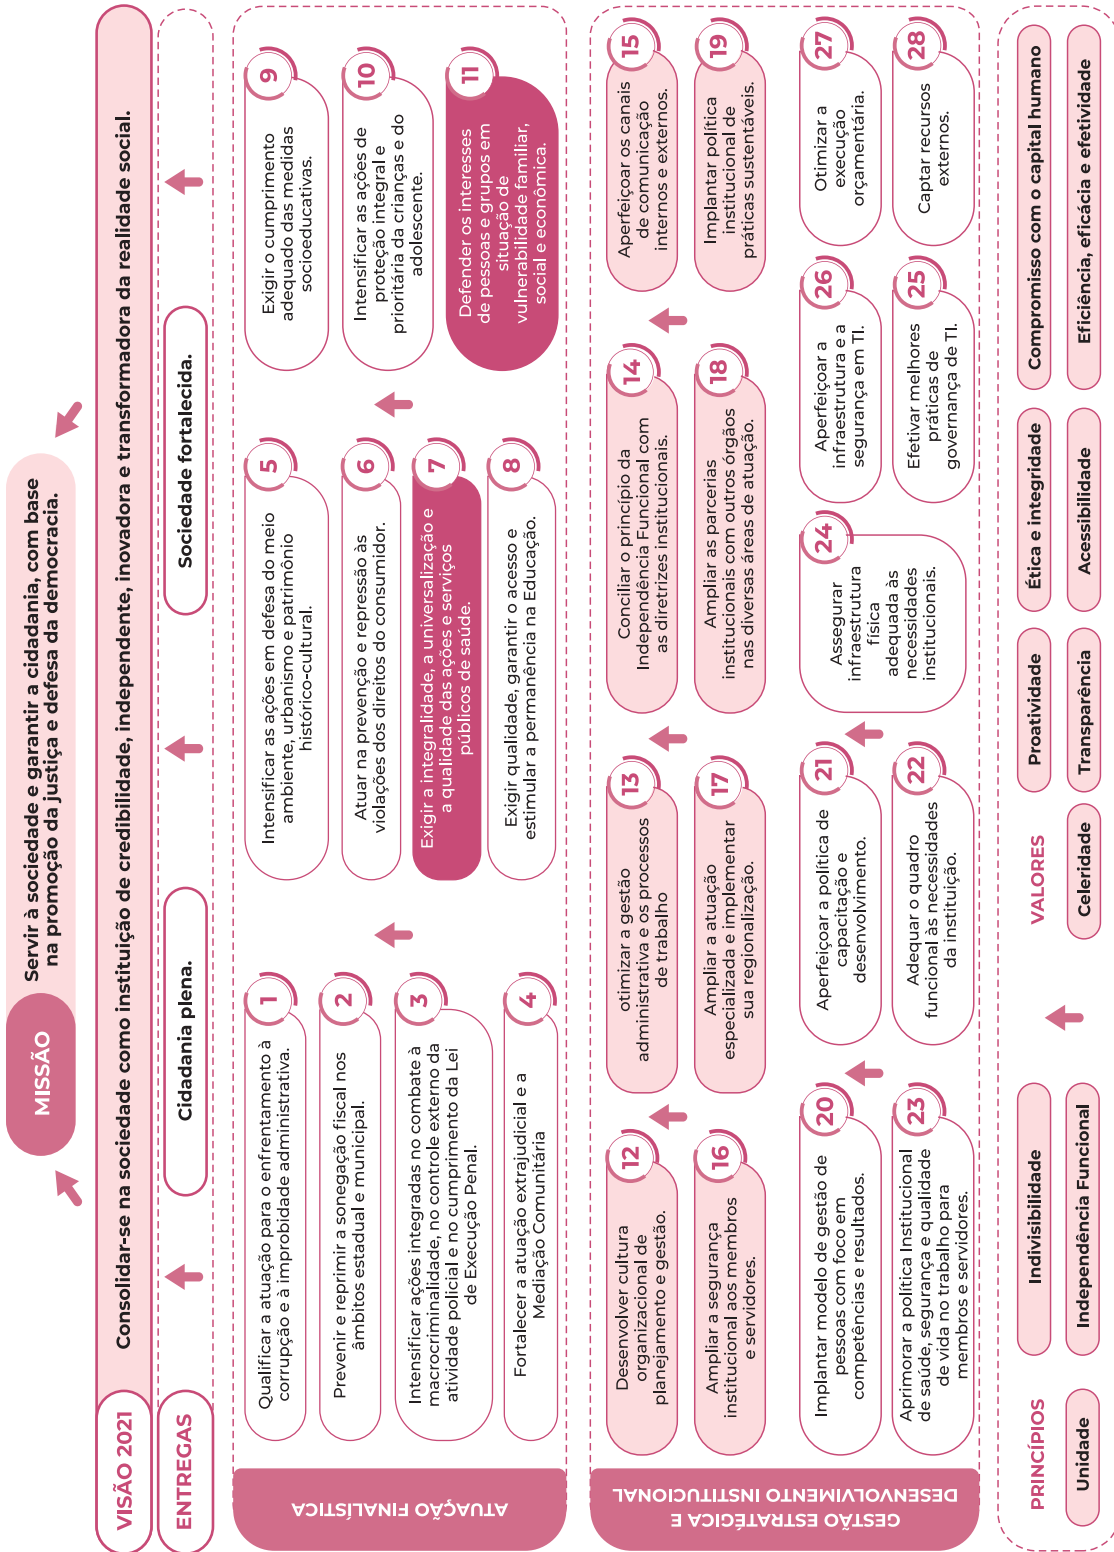 MISSÃO
Servir à sociedade e garantir a cidadania, com base
na promoção da justiça e defesa da democracia.
VISÃO 2021
Consolidar-se na sociedade como instituição de credibilidade, independente, inovadora e transformadora da realidade social.
ENTREGAS
Cidadania plena.
Sociedade fortalecida.
ATUAÇÃO FINALÍSTICA
1
Qualificar a atuação para o enfrentamento à
corrupção e à improbidade administrativa.
2
Prevenir e reprimir a sonegação fiscal nos
âmbitos estadual e municipal.
3
Intensificar ações integradas no combate à
macrocriminalidade, no controle externo da
atividade policial e no cumprimento da Lei
de Execução Penal.
4
Fortalecer a atuação extrajudicial e a
Mediação Comunitária
5
Intensificar as ações em defesa do meio
ambiente, urbanismo e patrimônio
histórico-cultural.
6
Atuar na prevenção e repressão às
violações dos direitos do consumidor.
7
Exigir a integralidade, a universalização e
a qualidade das ações e serviços
públicos de saúde.
8
Exigir qualidade, garantir o acesso e
estimular a permanência na Educação.
9
Exigir o cumprimento
adequado das medidas
socioeducativas.
10
Intensificar as ações de
proteção integral e
prioritária da crianças e do
adolescente.
11
Defender os interesses
de pessoas e grupos em
situação de
vulnerabilidade familiar,
social e econômica.
GESTÃO ESTRATÉGICA E
DESENVOLVIMENTO INSTITUCIONAL
12
Desenvolver cultura
organizacional de
planejamento e gestão.
13
otimizar a gestão
administrativa e os processos
de trabalho
14
Conciliar o princípio da
Independência Funcional com
as diretrizes institucionais.
15
Aperfeiçoar os canais
de comunicação
internos e externos.
16
Ampliar a segurança
institucional aos membros
e servidores.
17
Ampliar a atuação
especializada e implementar
sua regionalização.
18
Ampliar as parcerias
institucionais com outros órgãos
nas diversas áreas de atuação.
19
Implantar política
institucional de
práticas sustentáveis.
20
Implantar modelo de gestão de
pessoas com foco em
competências e resultados.
21
Aperfeiçoar a política de
capacitação e
desenvolvimento.
24
Assegurar
infraestrutura
física
adequada às
necessidades
institucionais.
26
Aperfeiçoar a
infraestrutura e a
segurança em TI.
27
Otimizar a
execução
orçamentária.
23
Aprimorar a política Institucional
de saúde, segurança e qualidade
de vida no trabalho para
membros e servidores.
22
Adequar o quadro
funcional às necessidades
da instituição.
25
Efetivar melhores
práticas de
governança de TI.
28
Captar recursos
externos.
PRINCÍPIOS
Indivisibilidade
Unidade
Independência Funcional
VALORES
Proatividade
Ética e integridade
Compromisso com o capital humano
Celeridade
Transparência
Acessibilidade
Eficiência, eficácia e efetividade